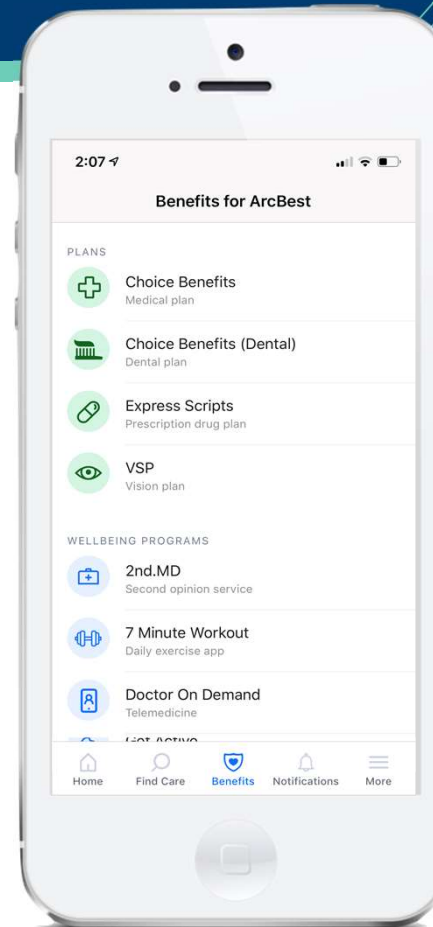 2:07
Benefits for ArcBest
PLANS
Choice Benefits
Medical plan
Choice Benefits (Dental)
Dental plan
Express Scripts
Prescription drug plan
VSP
Vision plan
WELLBEING PROGRAMS
2nd.MD
Second opinion service
7 Minute Workout
Daily exercise app
Doctor On Demand
Telemedicine
Get Active
Home Find Care Benefits Notifications More